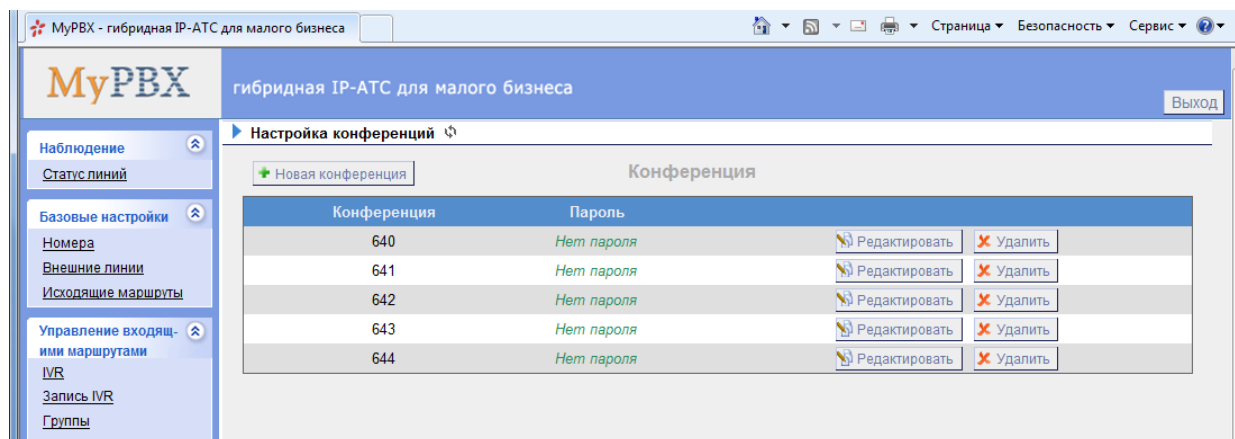 MyPBX - гибридная IP-АТС для малого бизнеса
Страница Безопасность Сервис
MyPBX
гибридная IP-АТС для малого бизнеса
Выход
Наблюдение
Статус линий
Базовые настройки
Номера
Внешние линии
Исходящие маршруты
Управление входящ-
ими маршрутами
IVR
Запись IVR
Группы
Настройка конференций
Новая конференция
Конференция
Конференция Пароль
640 Нет пароля Редактировать Удалить
641 Нет пароля Редактировать Удалить
642 Нет пароля Редактировать Удалить
643 Нет пароля Редактировать Удалить
644 Нет пароля Редактировать Удалить